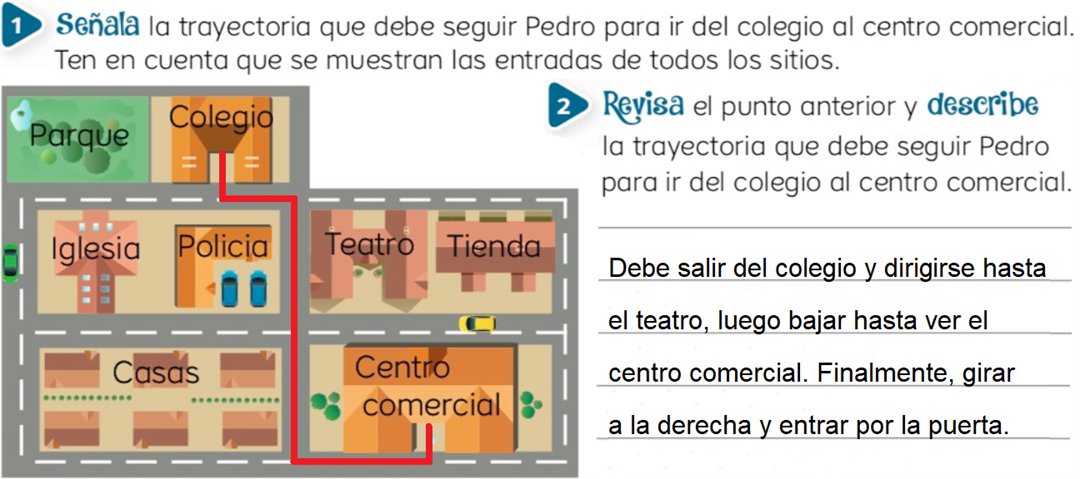 1 Señala la trayectoria que debe seguir Pedro para ir del colegio al centro comercial.
Ten en cuenta que se muestran las entradas de todos los sitios.
Parque
Colegio
Iglesia
Policia
Teatro
Tienda
Casas
Centro
comercial
2 Revisa el punto anterior y describe
la trayectoria que debe seguir Pedro
para ir del colegio al centro comercial.
Debe salir del colegio y dirigirse hasta
el teatro, luego bajar hasta ver el
centro comercial. Finalmente, girar
a la derecha y entrar por la puerta.